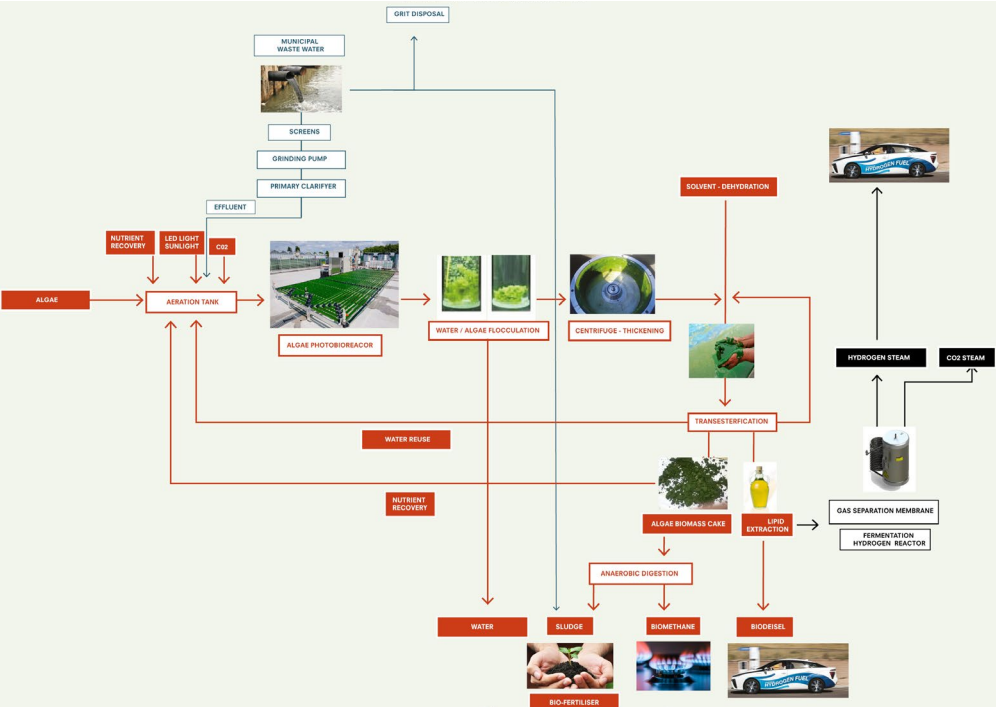 GRIT DISPOSAL
MUNICIPAL
WASTE WATER
SCREENS
GRINDING PUMP
PRIMARY CLARIFYER
EFFLUENT
HYDROGEN FUEL
SOLVENT - DEHYDRATION
NUTRIENT
RECOVERY
LED LIGHT
SUNLIGHT
C02
ALGAE
AERATION TANK
ALGAE PHOTOBIOREACOR
WATER / ALGAE FLOCCULATION
CENTRIFUGE - THICKENING
HYDROGEN STEAM
CO2 STEAM
TRANSESTERFICATION
WATER REUSE
NUTRIENT
RECOVERY
ALGAE BIOMASS CAKE
LIPID
EXTRACTION
GAS SEPARATION MEMBRANE
FERMENTATION
HYDROGEN REACTOR
ANAEROBIC DIGESTION
WATER
SLUDGE
BIOMETHANE
BIODEISEL
HYDROGEN FUEL
BIO-FERTILISER